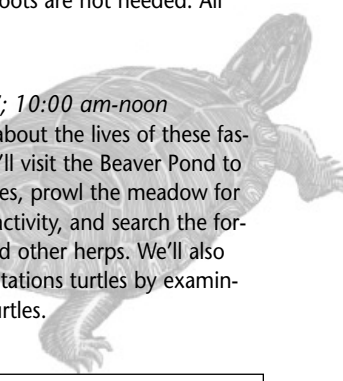 oots are not needed. All
; 10:00 am-noon
about the lives of these fas-
'll visit the Beaver Pond to
es, prowl the meadow for
activity, and search the for-
d other herps. We'll also
tations turtles by examin-
urtles.